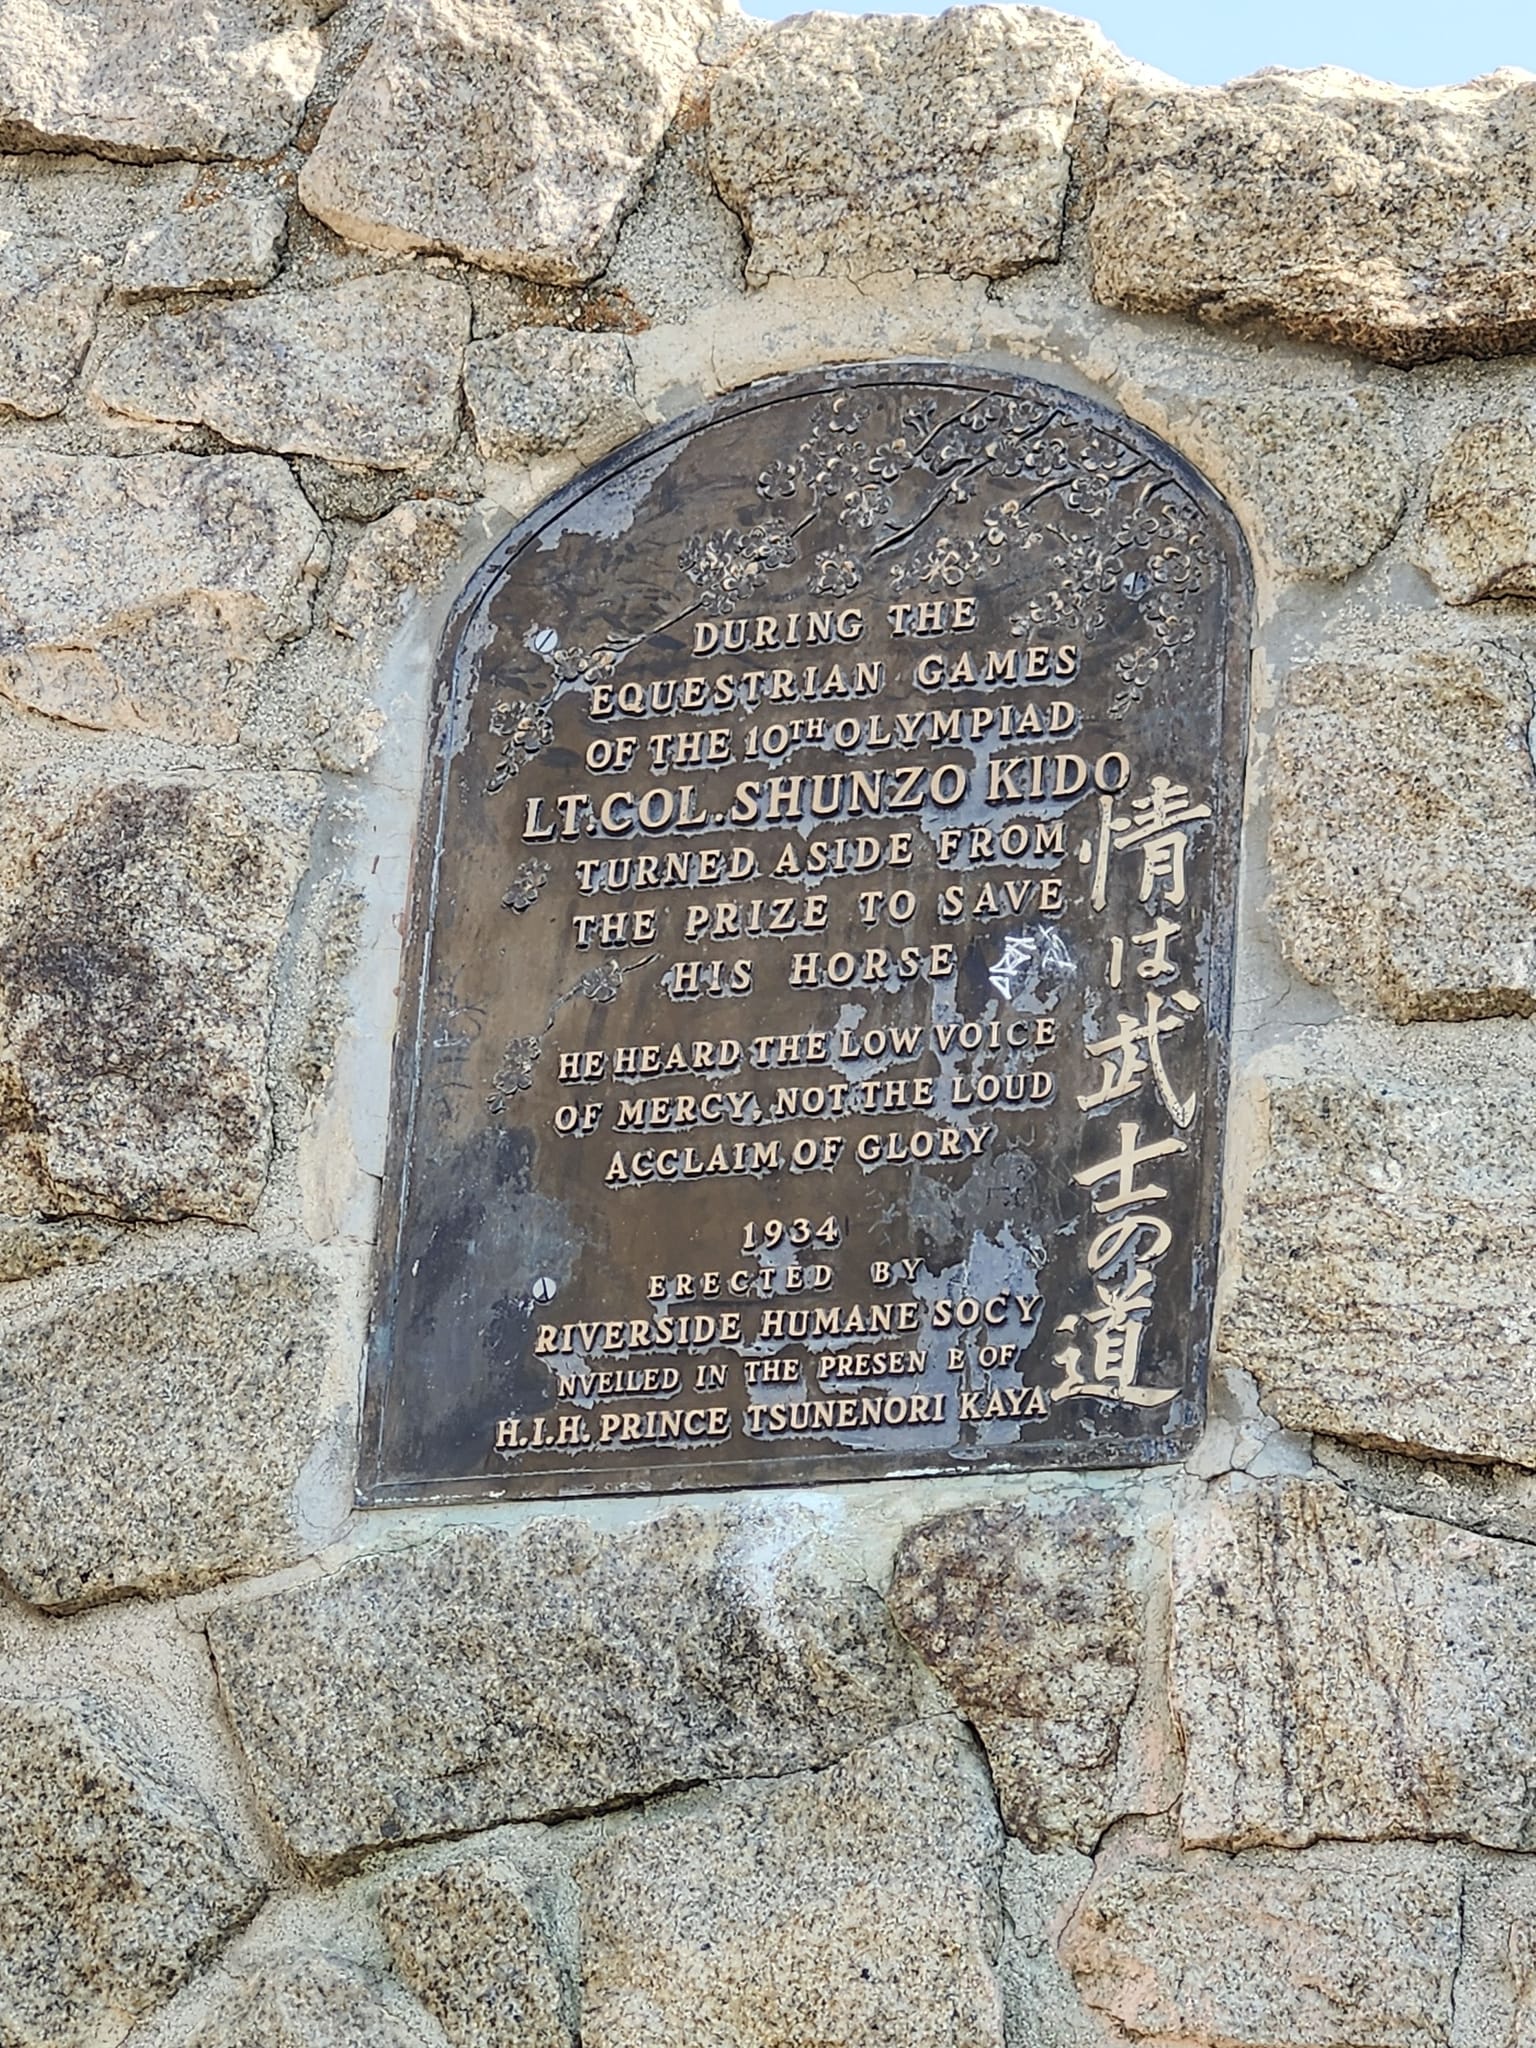 DURING THE
EQUESTRIAN GAMES
OF THE 10TH OLYMPIAD
LT. COL. SHUNZO KIDO
TURNED ASIDE FROM
THE PRIZE TO SAVE
HIS HORSE
HE HEARD THE LOW VOICE
OF MERCY, NOT THE LOUD
ACCLAIM OF GLORY
1934
ERECTED BY
RIVERSIDE HUMANE SOCY
NVEILED IN THE PRESEN E OF
H.I.H. PRINCE TSUNENORI KAYA
情は武士の道